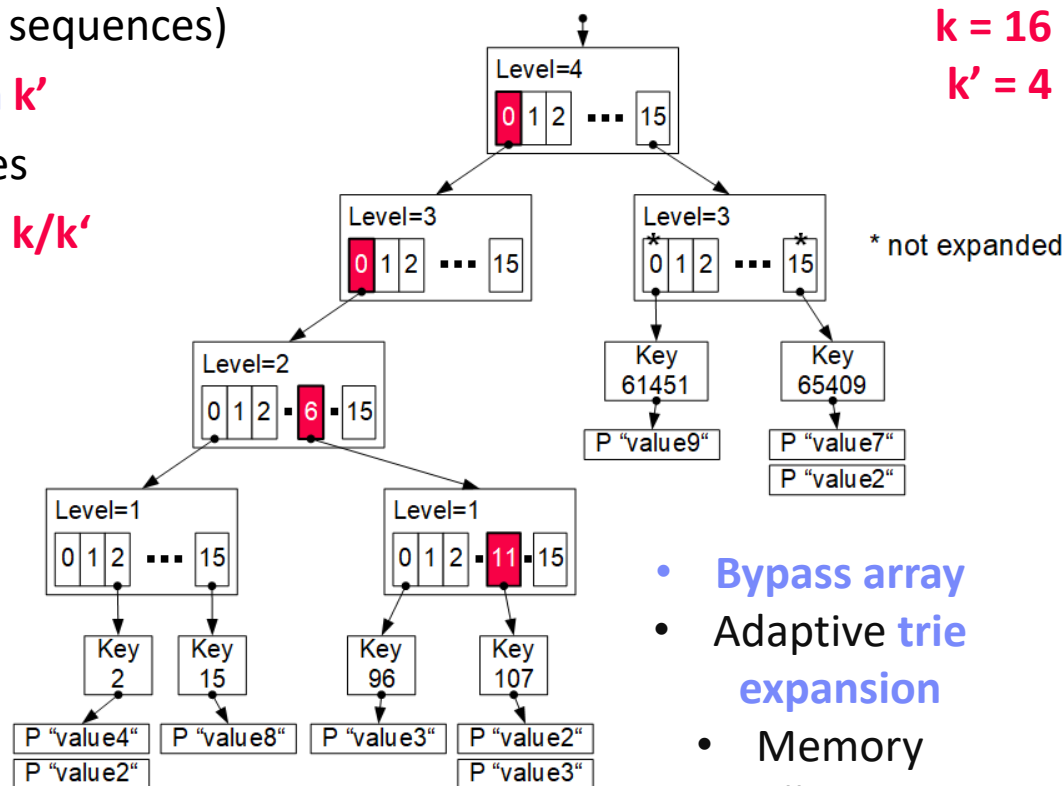 sequences)
k’
k/k‘
k = 16
k’ = 4
Level=4
0 1 2 ... 15
Level=3
0 1 2 ... 15
Level=3
* *
0 1 2 ... 15
* not expanded
Level=2
0 1 2 . 6 . 15
Key
61451
Key
65409
P “value9“
P “value7“
P “value2“
Level=1
0 1 2 ... 15
Level=1
0 1 2 . 11 . 15
Key
2
Key
15
Key
96
Key
107
P “value4“
P “value2“
P “value8“
P “value3“
P “value2“
P “value3“
• Bypass array
• Adaptive trie
expansion
• Memory